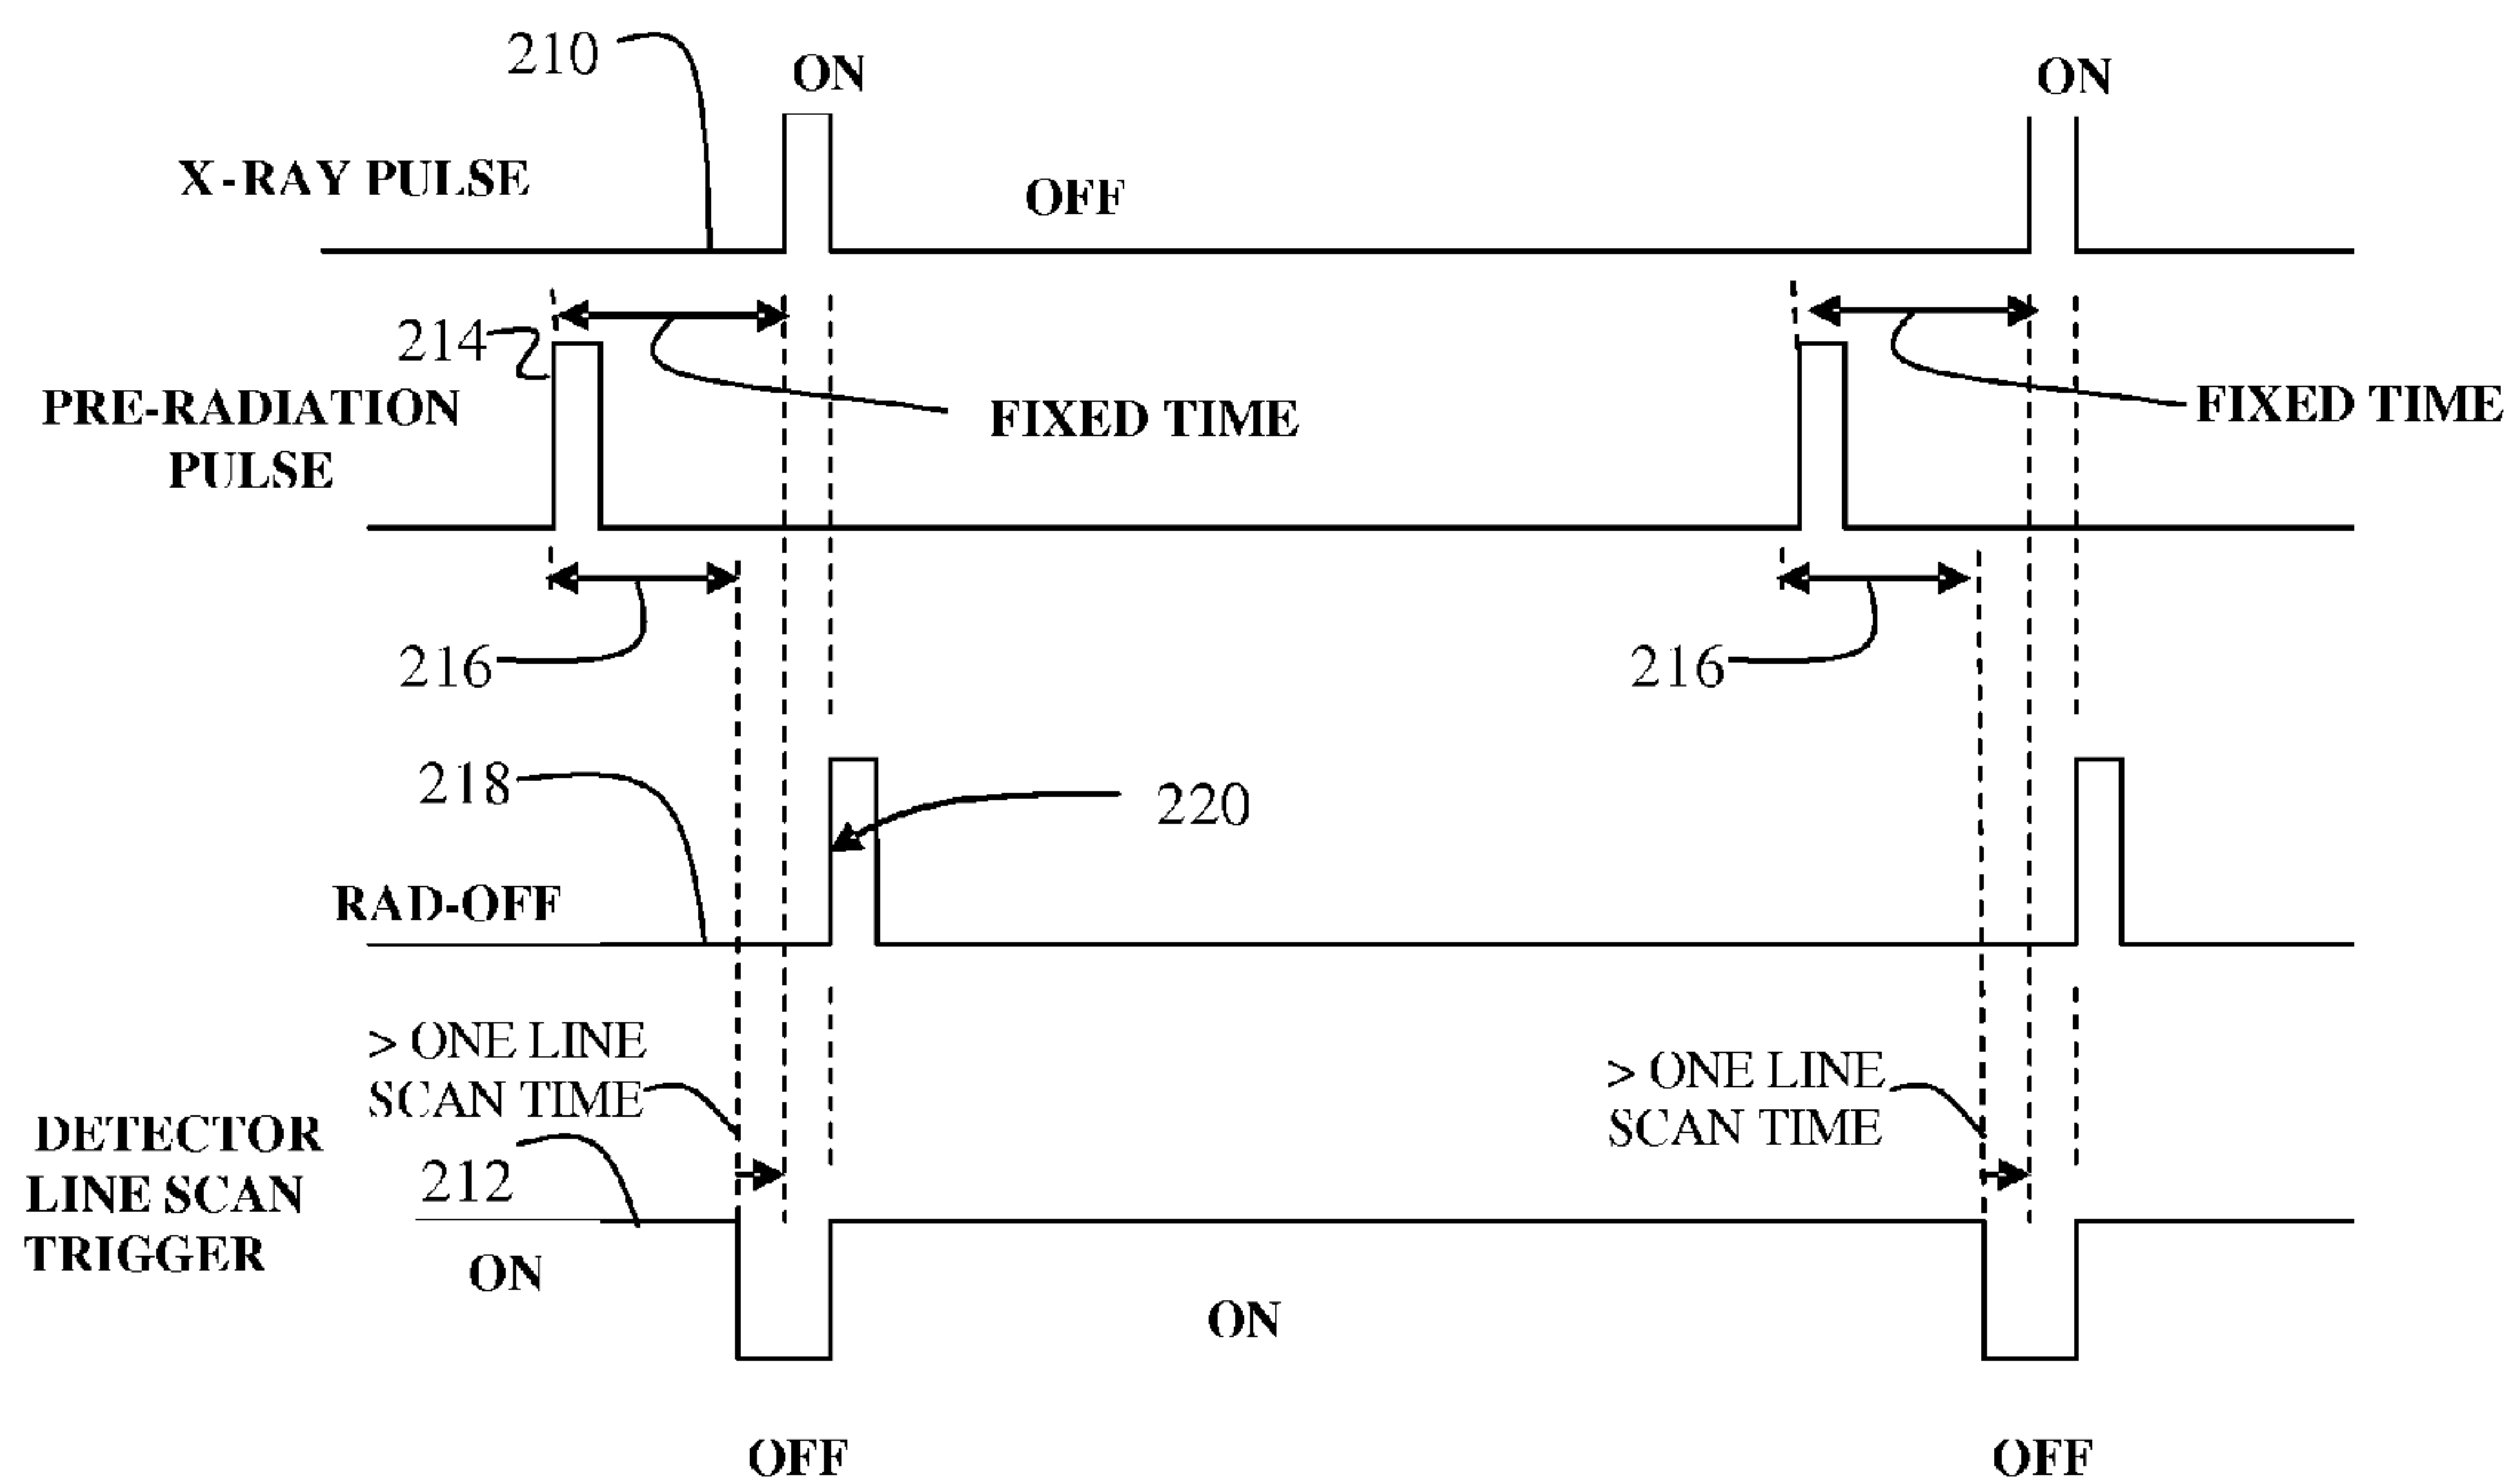 210
ON
ON
X-RAY PULSE
OFF
214
PRE-RADIATION
PULSE
FIXED TIME
FIXED TIME
216
216
218
220
RAD-OFF
> ONE LINE
SCAN TIME
> ONE LINE
SCAN TIME
DETECTOR
LINE SCAN
TRIGGER
212
ON
ON
OFF
OFF